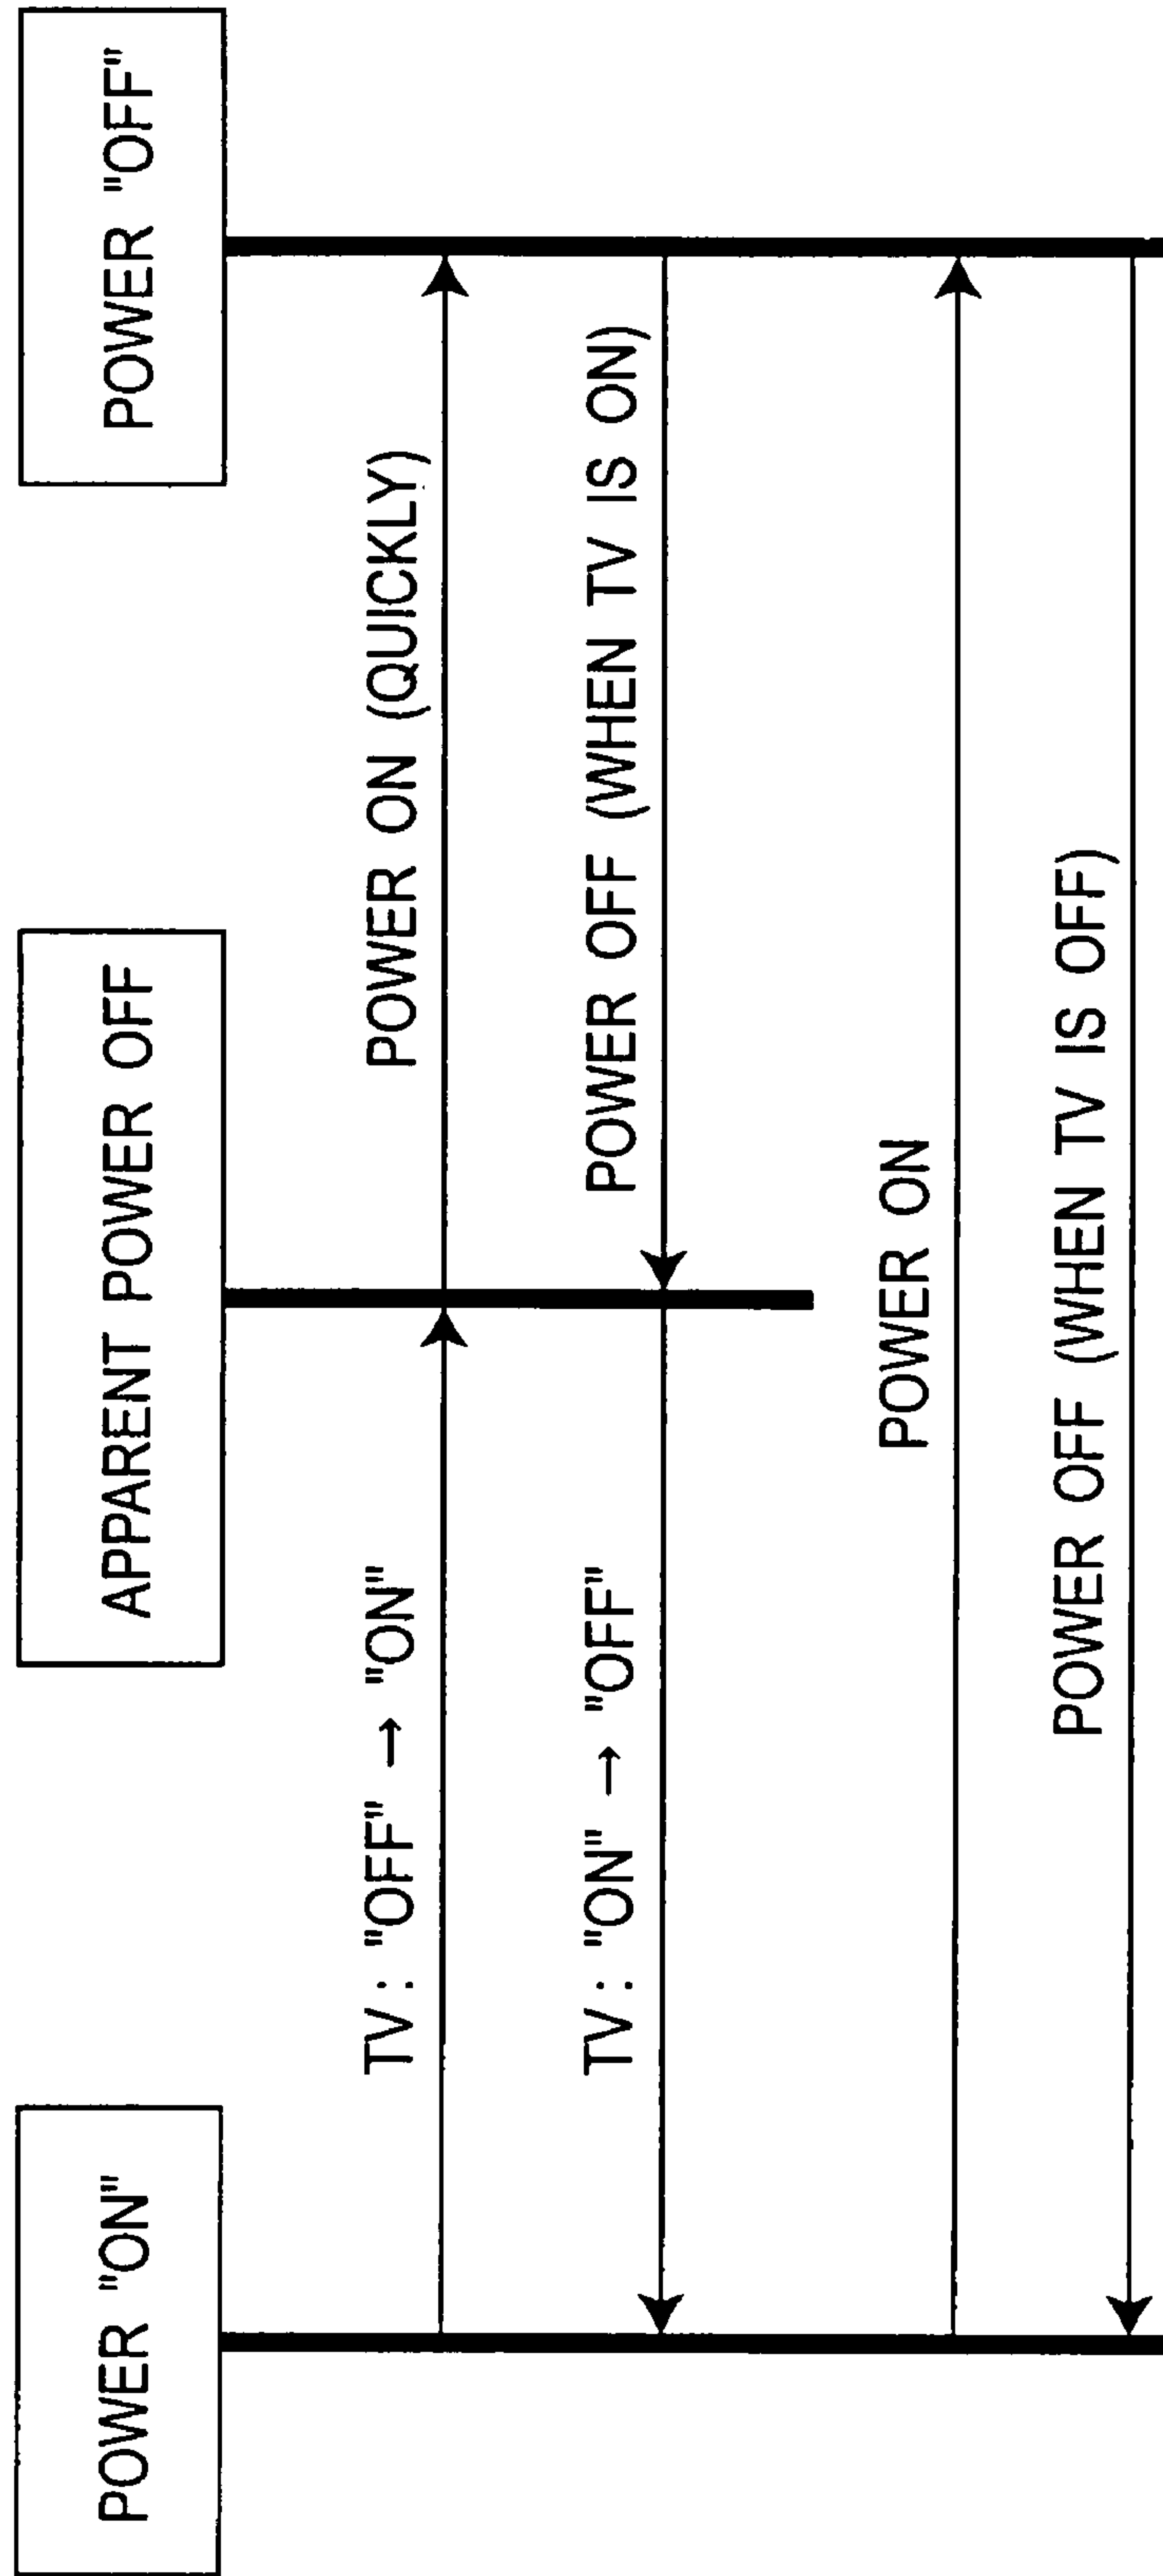 POWER "ON"
APPARENT POWER OFF
POWER "OFF"
TV : "OFF" → "ON"
POWER ON (QUICKLY)
TV : "ON" → "OFF"
POWER OFF (WHEN TV IS ON)
POWER ON
POWER OFF (WHEN TV IS OFF)